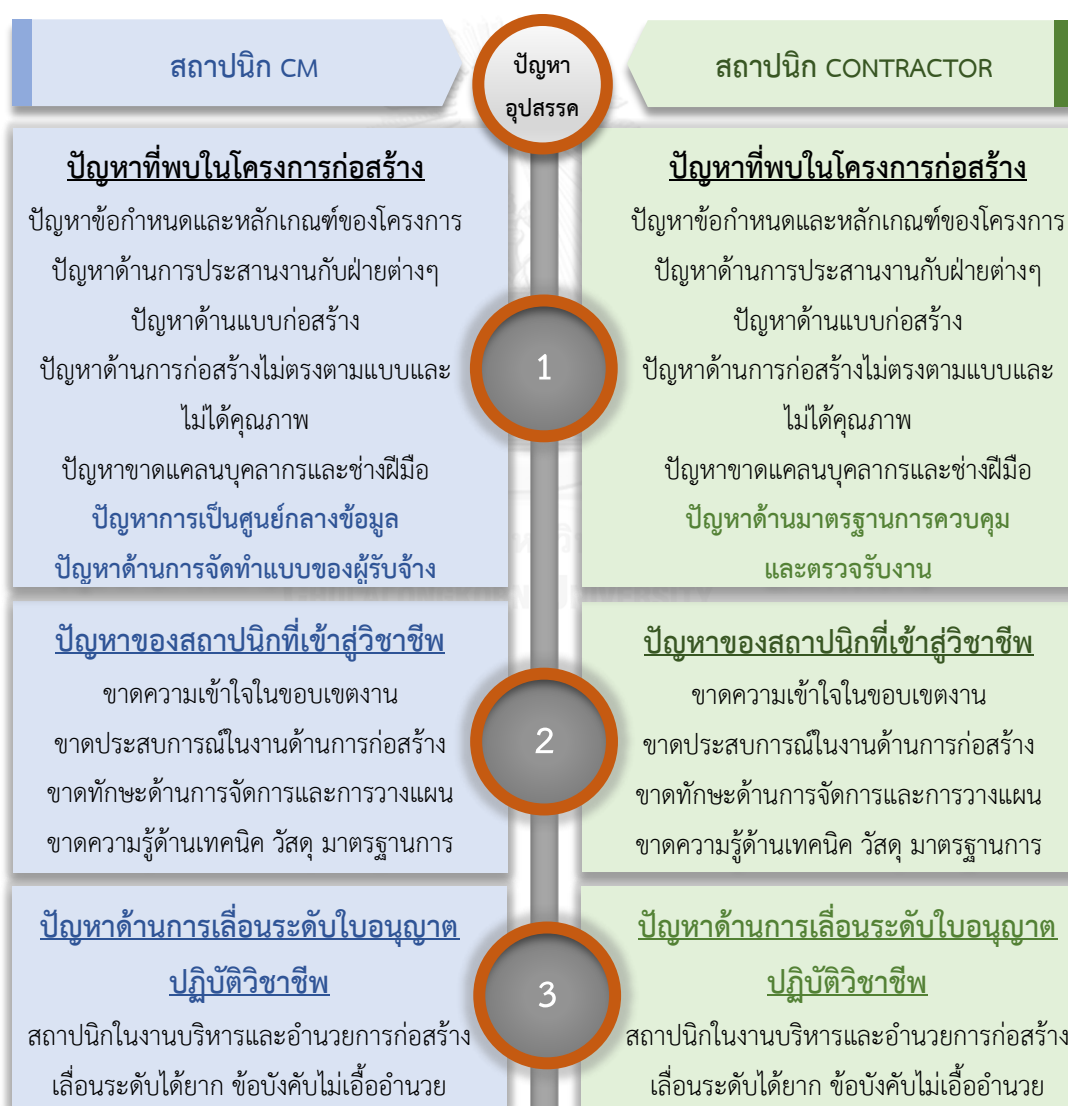 สถาปนิก CM
ปัญหา
อุปสรรค
สถาปนิก CONTRACTOR
ปัญหาที่พบในโครงการก่อสร้าง
ปัญหาข้อกำหนดและหลักเกณฑ์ของโครงการ
ปัญหาด้านการประสานงานกับฝ่ายต่างๆ
ปัญหาด้านแบบก่อสร้าง
ปัญหาด้านการก่อสร้างไม่ตรงตามแบบและ
ไม่ได้คุณภาพ
ปัญหาขาดแคลนบุคลากรและช่างฝีมือ
ปัญหาการเป็นศูนย์กลางข้อมูล
ปัญหาด้านการจัดทำแบบของผู้รับจ้าง
1
ปัญหาที่พบในโครงการก่อสร้าง
ปัญหาข้อกำหนดและหลักเกณฑ์ของโครงการ
ปัญหาด้านการประสานงานกับฝ่ายต่างๆ
ปัญหาด้านแบบก่อสร้าง
ปัญหาด้านการก่อสร้างไม่ตรงตามแบบและ
ไม่ได้คุณภาพ
ปัญหาขาดแคลนบุคลากรและช่างฝีมือ
ปัญหาด้านมาตรฐานการควบคุม
และตรวจรับงาน
ปัญหาของสถาปนิกที่เข้าสู่วิชาชีพ
ขาดความเข้าใจในขอบเขตงาน
ขาดประสบการณ์ในงานด้านการก่อสร้าง
ขาดทักษะด้านการจัดการและการวางแผน
ขาดความรู้ด้านเทคนิค วัสดุ มาตรฐานการ
2
ปัญหาของสถาปนิกที่เข้าสู่วิชาชีพ
ขาดความเข้าใจในขอบเขตงาน
ขาดประสบการณ์ในงานด้านการก่อสร้าง
ขาดทักษะด้านการจัดการและการวางแผน
ขาดความรู้ด้านเทคนิค วัสดุ มาตรฐานการ
ปัญหาด้านการเลื่อนระดับใบอนุญาต
ปฏิบัติวิชาชีพ
สถาปนิกในงานบริหารและอำนวยการก่อสร้าง
เลื่อนระดับได้ยาก ข้อบังคับไม่เอื้ออำนวย
3
ปัญหาด้านการเลื่อนระดับใบอนุญาต
ปฏิบัติวิชาชีพ
สถาปนิกในงานบริหารและอำนวยการก่อสร้าง
เลื่อนระดับได้ยาก ข้อบังคับไม่เอื้ออำนวย